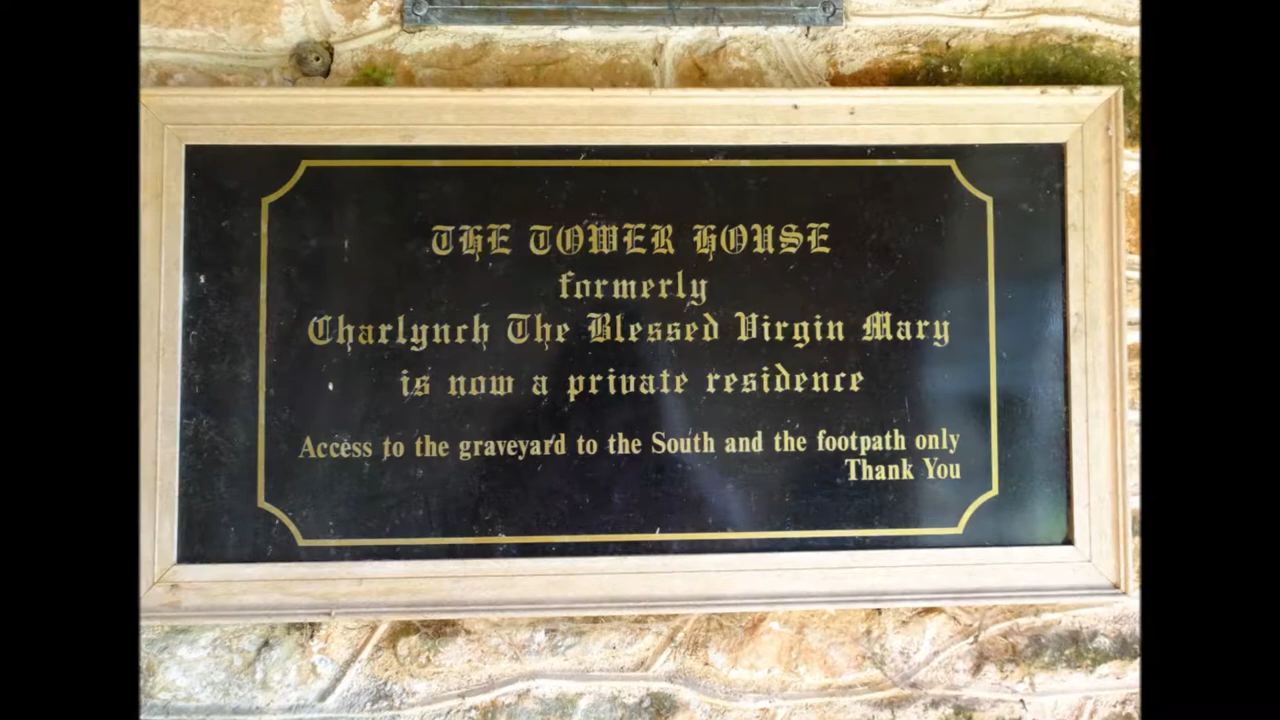 THE TOWER HOUSE
formerly
Charlynch The Blessed Virgin Mary
is now a private residence
Access to the graveyard to the South and the footpath only
Thank You